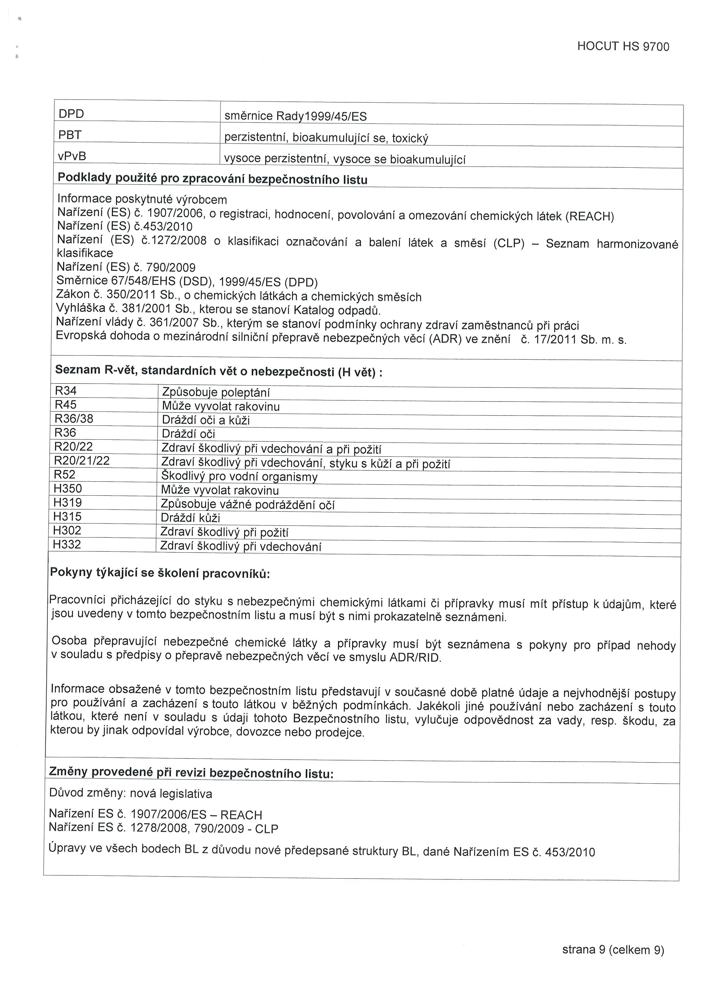 HOCUT HS 9700
DPD směrnice Rady1999/45/ES
PBT perzistentní, bioakumulující se, toxický
vPvB vysoce perzistentní, vysoce se bioakumulující
Podklady použité pro zpracování bezpečnostního listu
Informace poskytnuté výrobcem
Nařízení (ES) č. 1907/2006, o registraci, hodnocení, povolování a omezování chemických látek (REACH)
Nařízení (ES) č.453/2010
Nařízení (ES) č.1272/2008 o klasifikaci označování a balení látek a směsí (CLP) – Seznam harmonizované
klasifikace
Nařízení (ES) č. 790/2009
Směrnice 67/548/EHS (DSD), 1999/45/ES (DPD)
Zákon č. 350/2011 Sb., o chemických látkách a chemických směsích
Vyhláška č. 381/2001 Sb., kterou se stanoví Katalog odpadů.
Nařízení vlády č. 361/2007 Sb., kterým se stanoví podmínky ochrany zdraví zaměstnanců při práci
Evropská dohoda o mezinárodní silniční přepravě nebezpečných věcí (ADR) ve znění č. 17/2011 Sb. m. s.
Seznam R-vět, standardních vět o nebezpečnosti (H vět) :
R34 Způsobuje poleptání
R45 Může vyvolat rakovinu
R36/38 Dráždí oči a kůži
R36 Dráždí oči
R20/22 Zdraví škodlivý při vdechování a při požití
R20/21/22 Zdraví škodlivý při vdechování, styku s kůží a při požití
R52 Škodlivý pro vodní organismy
H350 Může vyvolat rakovinu
H319 Způsobuje vážné podráždění očí
H315 Dráždí kůži
H302 Zdraví škodlivý při požití
H332 Zdraví škodlivý při vdechování
Pokyny týkající se školení pracovníků:
Pracovníci přicházející do styku s nebezpečnými chemickými látkami či přípravky musí mít přístup k údajům, které
jsou uvedeny v tomto bezpečnostním listu a musí být s nimi prokazatelně seznámeni.
Osoba přepravující nebezpečné chemické látky a přípravky musí být seznámena s pokyny pro případ nehody
v souladu s předpisy o přepravě nebezpečných věcí ve smyslu ADR/RID.
Informace obsažené v tomto bezpečnostním listu představují v současné době platné údaje a nejvhodnější postupy
pro používání a zacházení s touto látkou v běžných podmínkách. Jakékoli jiné používání nebo zacházení s touto
látkou, které není v souladu s údaji tohoto Bezpečnostního listu, vylučuje odpovědnost za vady, resp. škodu, za
kterou by jinak odpovídal výrobce, dovozce nebo prodejce.
Změny provedené při revizi bezpečnostního listu:
Důvod změny: nová legislativa
Nařízení ES č. 1907/2006/ES – REACH
Nařízení ES č. 1278/2008, 790/2009 - CLP
Úpravy ve všech bodech BL z důvodu nové předepsané struktury BL, dané Nařízením ES č. 453/2010
strana 9 (celkem 9)